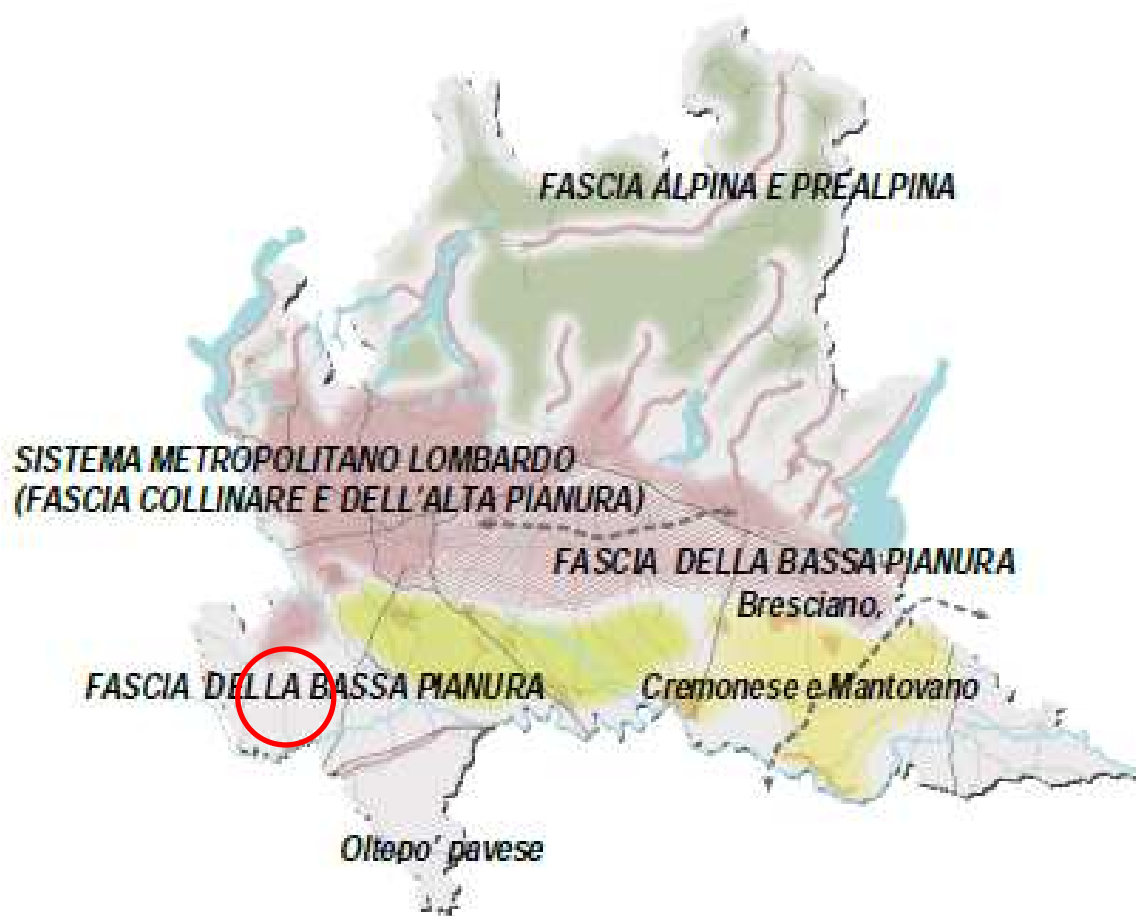 FASCIA ALPINA E PREALPINA
SISTEMA METROPOLITANO LOMBARDO
(FASCIA COLLINARE E DELL'ALTA PIANURA)
FASCIA DELLA BASSA PIANURA
Bresciano,
FASCIA DELLA BASSA PIANURA
Cremonese e Mantovano
Oltepo' pavese